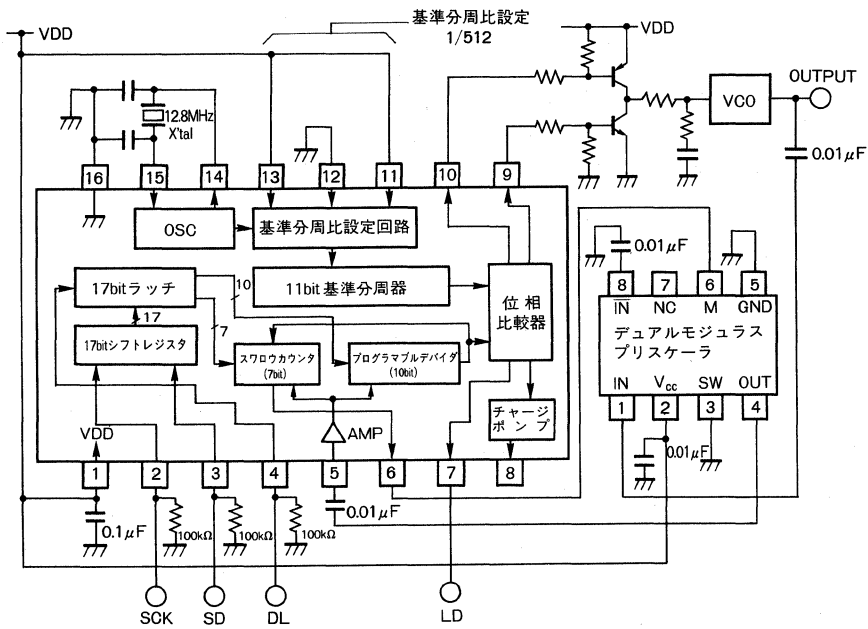 基準分周比設定
1/512
VDD
VDD
OUTPUT
VCO
12.8MHz
X'tal
0.01μF
16
15
14
13
12
11
10
9
OSC
基準分周比設定回路
0.01μF
8
7
6
5
IN
NC
M
GND
デュアルモジュラス
プリスケーラ
IN
Vcc
SW
OUT
1
2
3
4
17bitラッチ
10
11bit基準分周器
位相
比較器
17
7
17bitシフトレジスタ
スワロウカウンタ
(7bit)
プログラマブルデバイダ
(10bit)
チャージ
ポンプ
VDD
AMP
0.01μF
1
2
3
4
5
6
7
8
0.1μF
100kΩ
100kΩ
100kΩ
0.01μF
SCK
SD
DL
LD